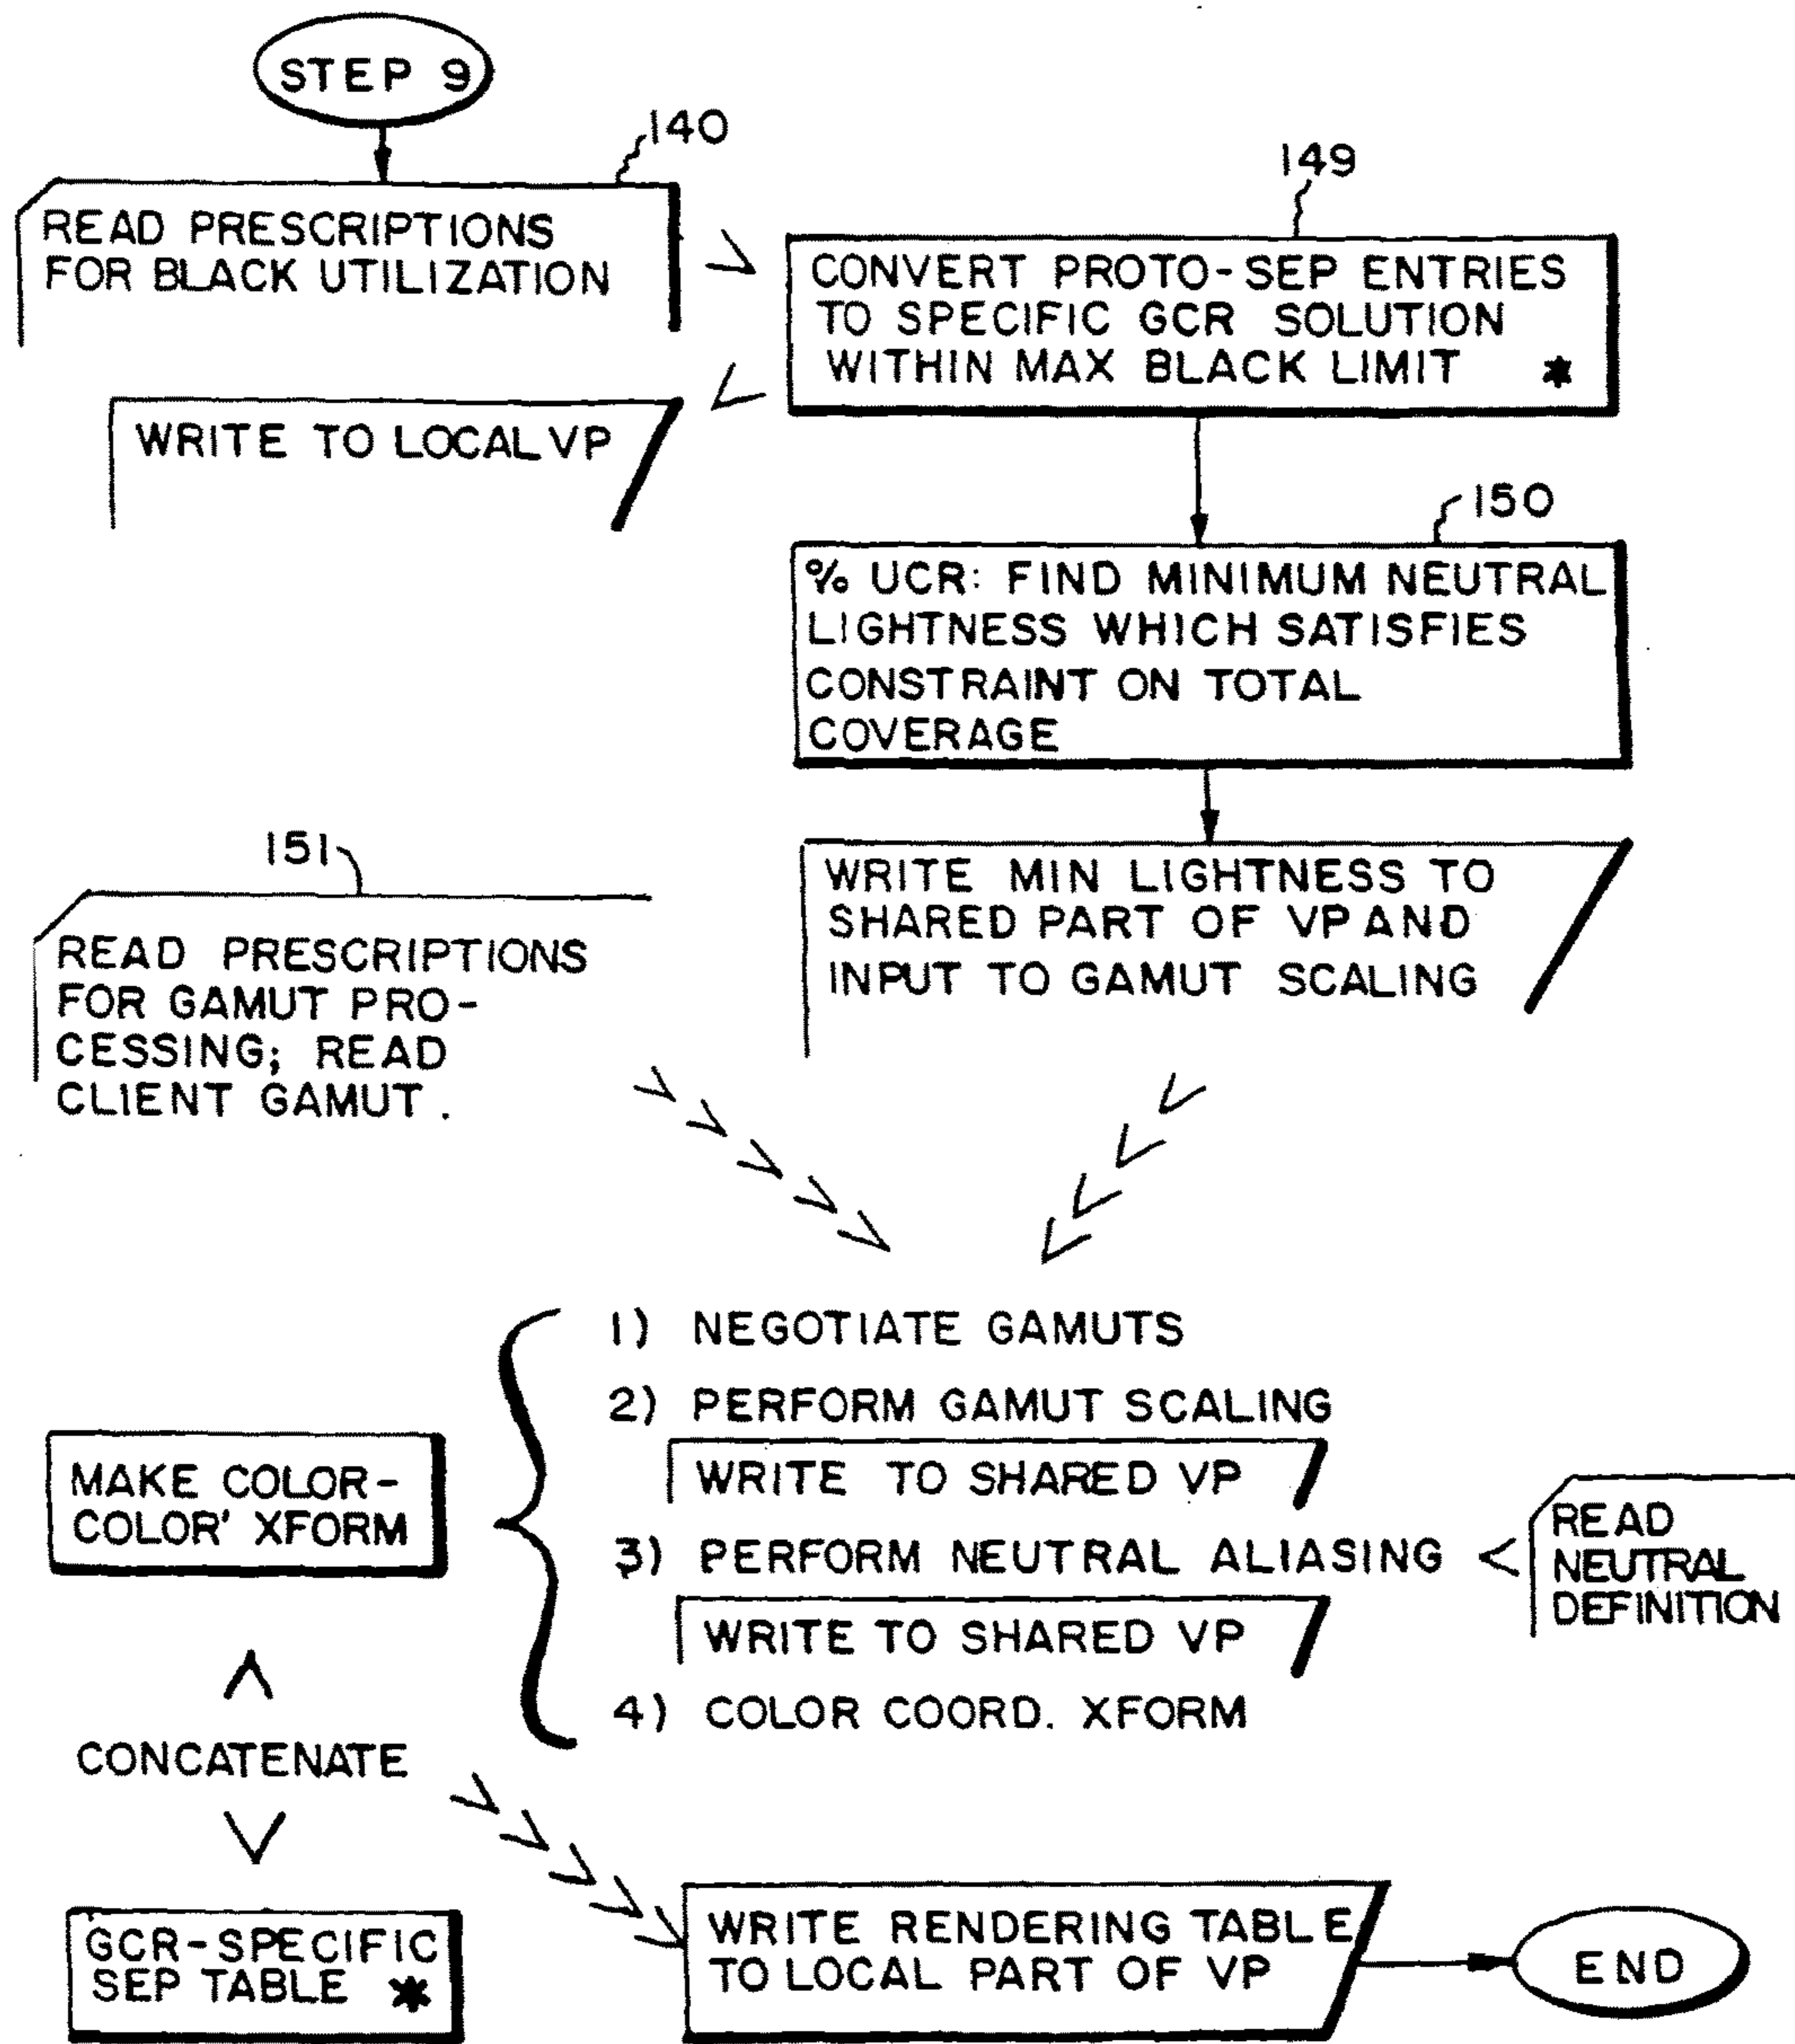 STEP 9
140
READ PRESCRIPTIONS
FOR BLACK UTILIZATION
149
CONVERT PROTO-SEP ENTRIES
TO SPECIFIC GCR SOLUTION
WITHIN MAX BLACK LIMIT *
WRITE TO LOCAL VP
150
% UCR: FIND MINIMUM NEUTRAL
LIGHTNESS WHICH SATISFIES
CONSTRAINT ON TOTAL
COVERAGE
151
READ PRESCRIPTIONS
FOR GAMUT PRO-
CESSING; READ
CLIENT GAMUT.
WRITE MIN LIGHTNESS TO
SHARED PART OF VP AND
INPUT TO GAMUT SCALING
1) NEGOTIATE GAMUTS
2) PERFORM GAMUT SCALING
WRITE TO SHARED VP
3) PERFORM NEUTRAL ALIASING
WRITE TO SHARED VP
4) COLOR COORD. XFORM
READ
NEUTRAL
DEFINITION
MAKE COLOR-
COLOR' XFORM
CONCATENATE
GCR-SPECIFIC
SEP TABLE *
WRITE RENDERING TABLE
TO LOCAL PART OF VP
END